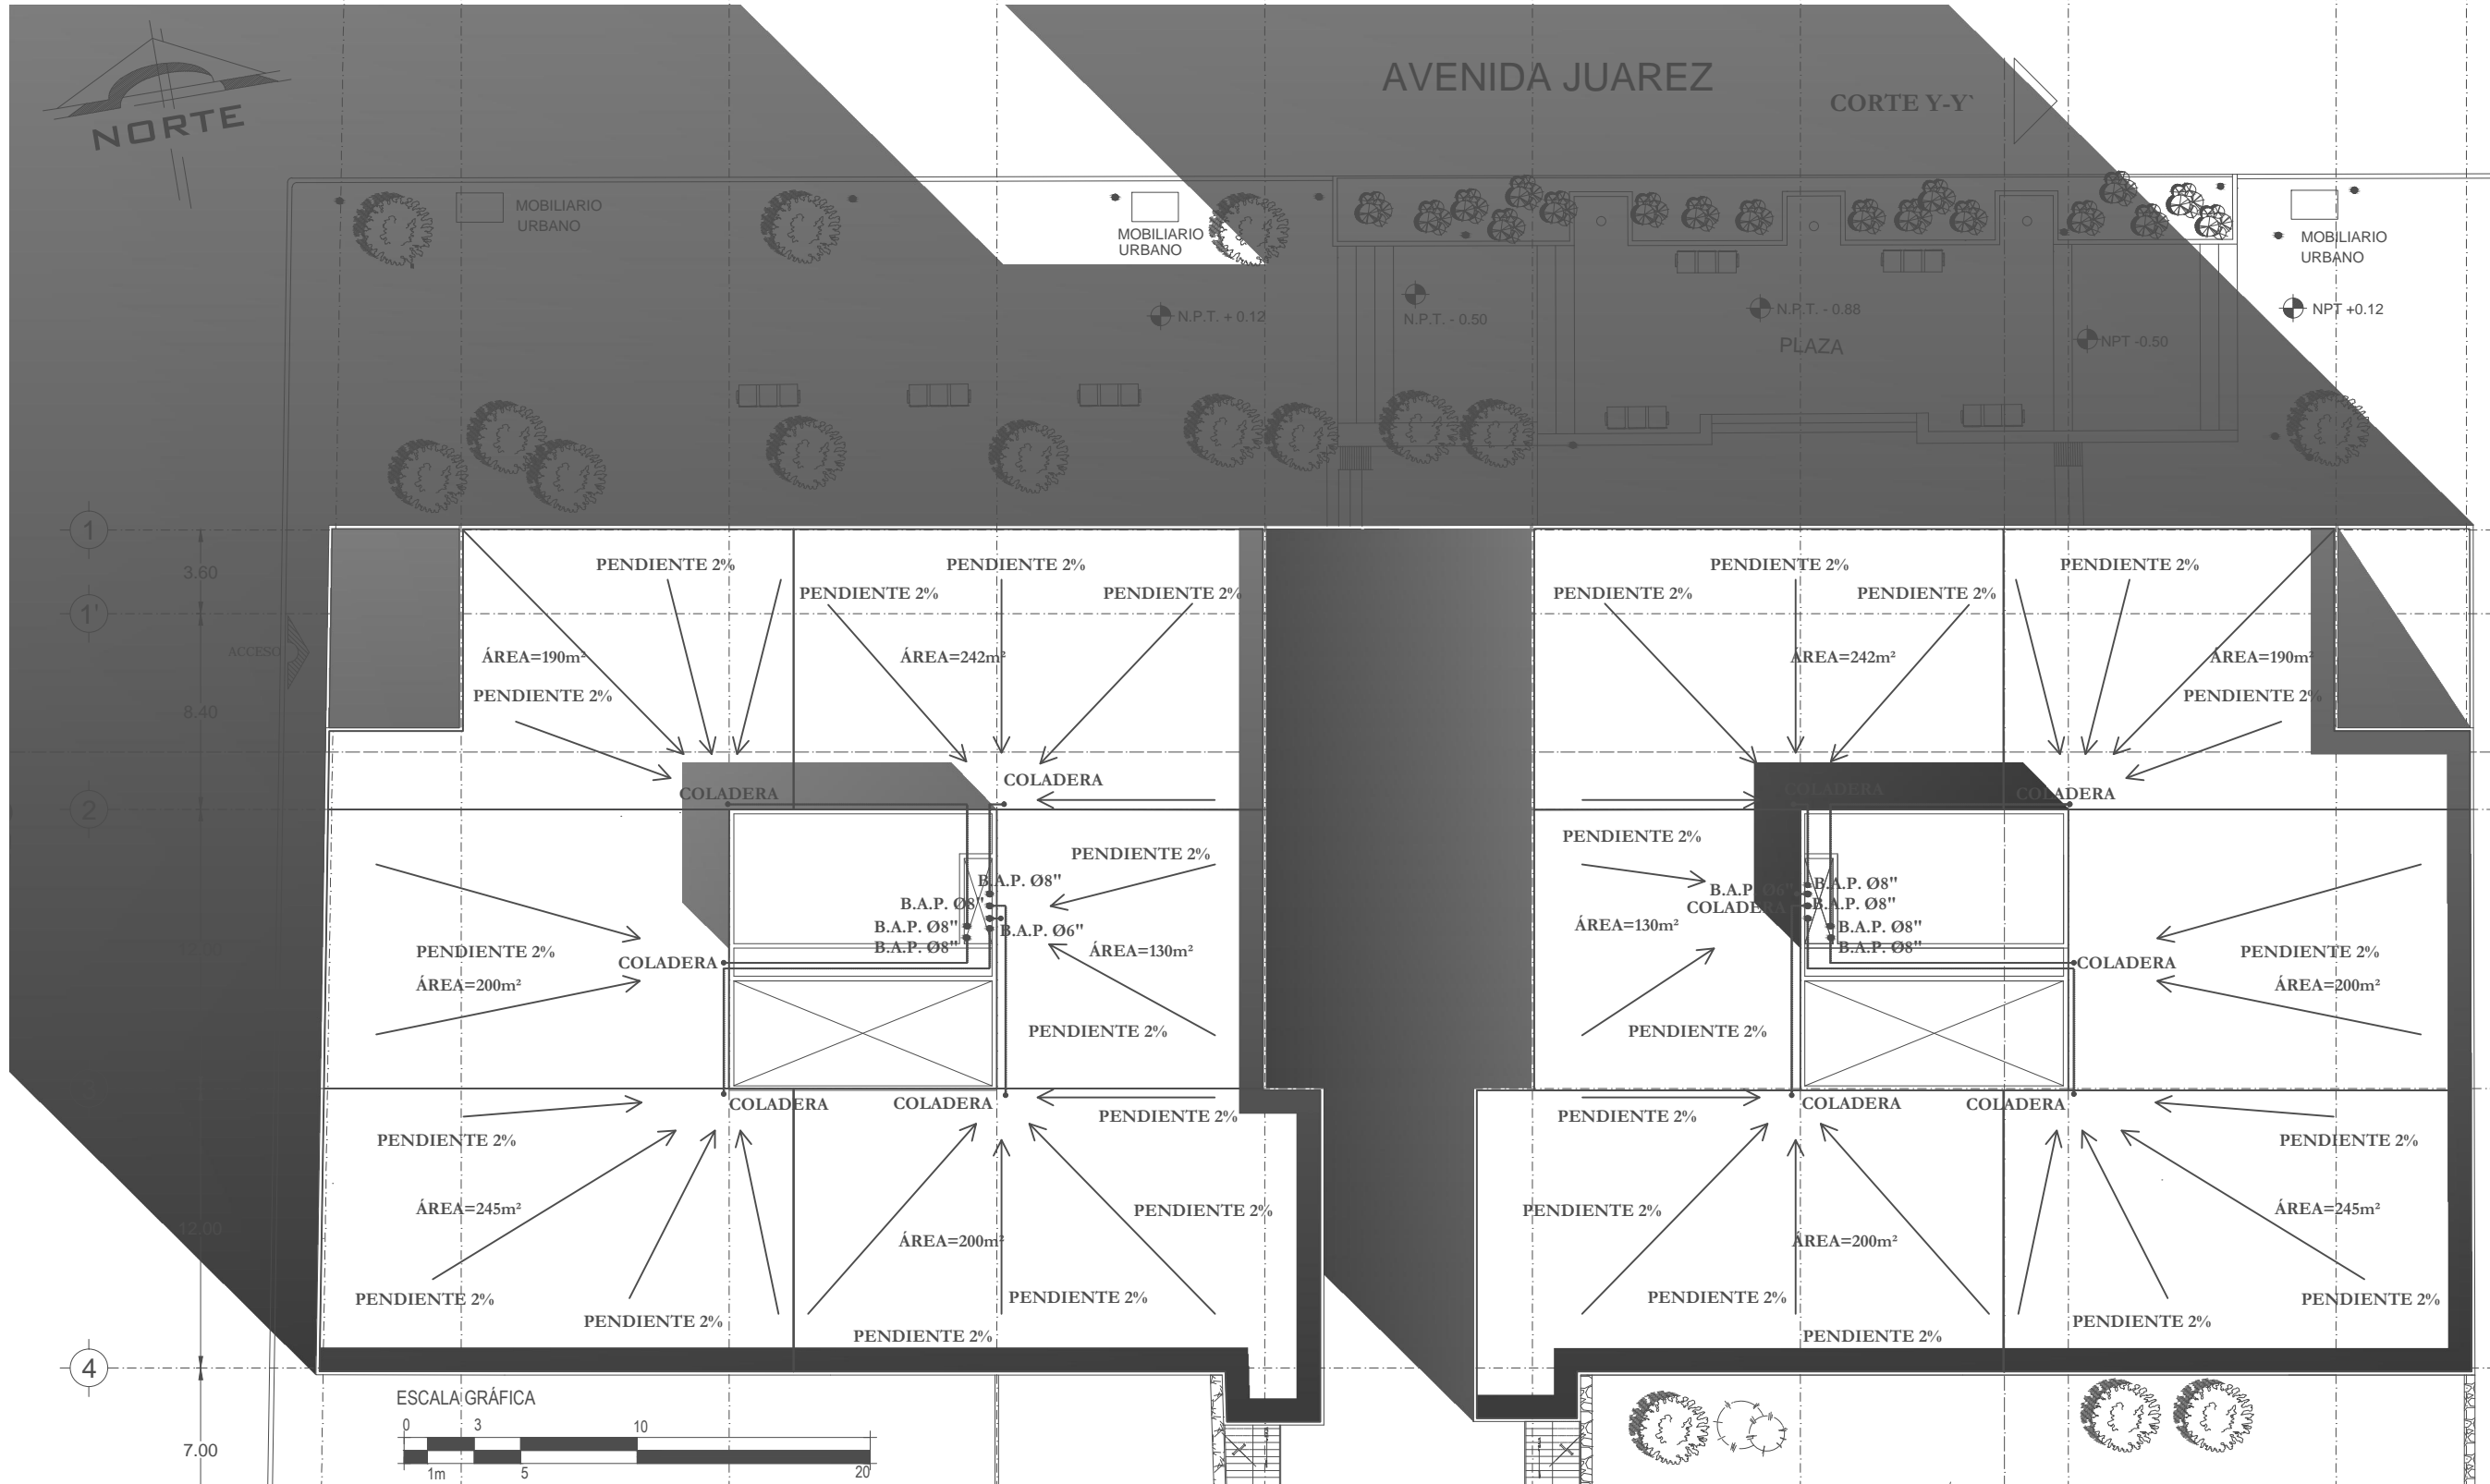 AVENIDA JUAREZ
CORTE Y-Y`
NORTE
MOBILIARIO
URBANO
MOBILIARIO
URBANO
MOBILIARIO
URBANO
N.P.T. + 0.12
N.P.T. - 0.50
N.P.T. - 0.88
NPT +0.12
PLAZA
NPT -0.50
1
3.60
1'
ACCESO
8.40
2
12.00
4
7.00
PENDIENTE 2%
PENDIENTE 2%
PENDIENTE 2%
PENDIENTE 2%
ÁREA=190m²
ÁREA=242m²
PENDIENTE 2%
COLADERA
COLADERA
PENDIENTE 2%
B.A.P. Ø8"
B.A.P. Ø8"
B.A.P. Ø8"
B.A.P. Ø6"
B.A.P. Ø8"
PENDIENTE 2%
ÁREA=130m²
COLADERA
ÁREA=200m²
PENDIENTE 2%
COLADERA
COLADERA
PENDIENTE 2%
PENDIENTE 2%
ÁREA=245m²
PENDIENTE 2%
ÁREA=200m²
PENDIENTE 2%
PENDIENTE 2%
PENDIENTE 2%
PENDIENTE 2%
PENDIENTE 2%
PENDIENTE 2%
PENDIENTE 2%
PENDIENTE 2%
ÁREA=242m²
ÁREA=190m²
PENDIENTE 2%
COLADERA
COLADERA
PENDIENTE 2%
B.A.P. Ø6"
B.A.P. Ø8"
COLADERA
B.A.P. Ø8"
ÁREA=130m²
B.A.P. Ø8"
B.A.P. Ø8"
PENDIENTE 2%
COLADERA
ÁREA=200m²
PENDIENTE 2%
COLADERA
COLADERA
PENDIENTE 2%
PENDIENTE 2%
PENDIENTE 2%
ÁREA=245m²
ÁREA=200m²
PENDIENTE 2%
PENDIENTE 2%
PENDIENTE 2%
PENDIENTE 2%
ESCALA GRÁFICA
0 3 10
1m 5 20